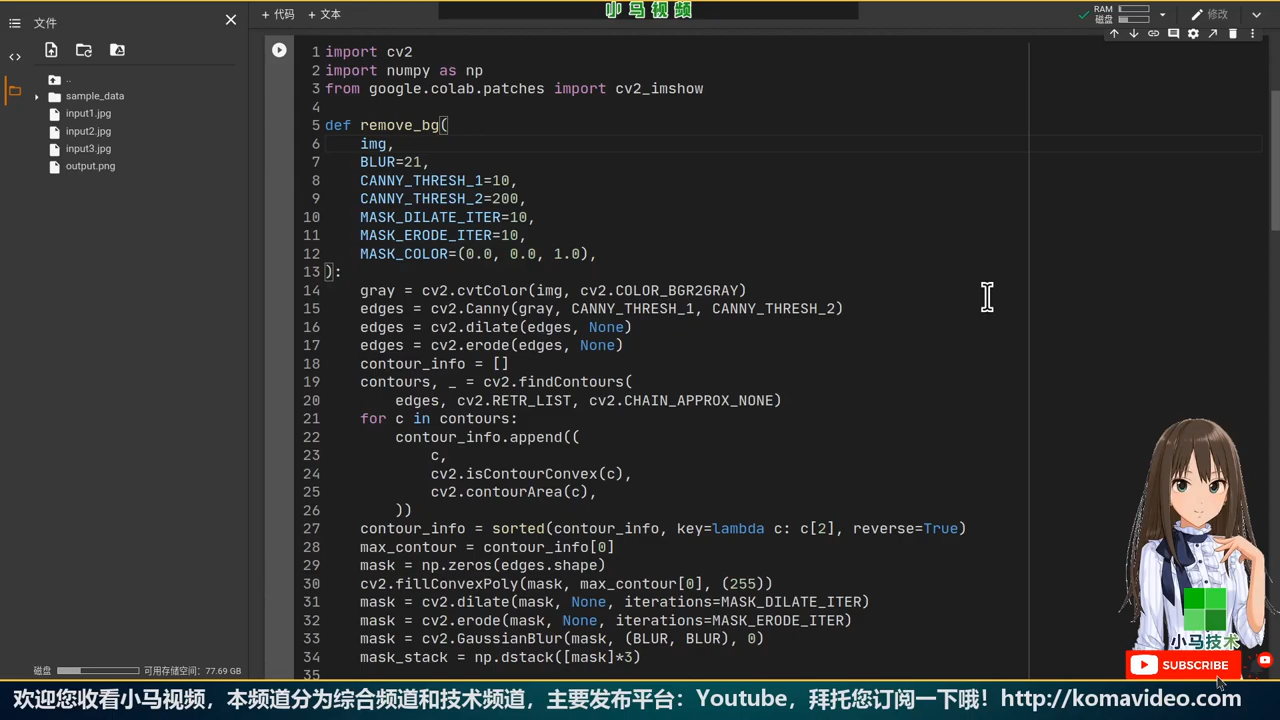 小马视频
文件
+ 代码 + 文本
RAM
磁盘
修改
..
sample_data
input1.jpg
input2.jpg
input3.jpg
output.png
1 import cv2
2 import numpy as np
3 from google.colab.patches import cv2_imshow
4
5 def remove_bg(
6 img,
7 BLUR=21,
8 CANNY_THRESH_1=10,
9 CANNY_THRESH_2=200,
10 MASK_DILATE_ITER=10,
11 MASK_ERODE_ITER=10,
12 MASK_COLOR=(0.0, 0.0, 1.0),
13 ):
14 gray = cv2.cvtColor(img, cv2.COLOR_BGR2GRAY)
15 edges = cv2.Canny(gray, CANNY_THRESH_1, CANNY_THRESH_2)
16 edges = cv2.dilate(edges, None)
17 edges = cv2.erode(edges, None)
18 contour_info = []
19 contours, _ = cv2.findContours(
20 edges, cv2.RETR_LIST, cv2.CHAIN_APPROX_NONE)
21 for c in contours:
22 contour_info.append((
23 c,
24 cv2.isContourConvex(c),
25 cv2.contourArea(c),
26 ))
27 contour_info = sorted(contour_info, key=lambda c: c[2], reverse=True)
28 max_contour = contour_info[0]
29 mask = np.zeros(edges.shape)
30 cv2.fillConvexPoly(mask, max_contour[0], (255))
31 mask = cv2.dilate(mask, None, iterations=MASK_DILATE_ITER)
32 mask = cv2.erode(mask, None, iterations=MASK_ERODE_ITER)
33 mask = cv2.GaussianBlur(mask, (BLUR, BLUR), 0)
34 mask_stack = np.dstack([mask]*3)
35
磁盘 可用存储空间：77.69 GB
小马技术
SUBSCRIBE
欢迎您收看小马视频，本频道分为综合频道和技术频道，主要发布平台：Youtube，拜托您订阅一下哦！http://komavideo.com